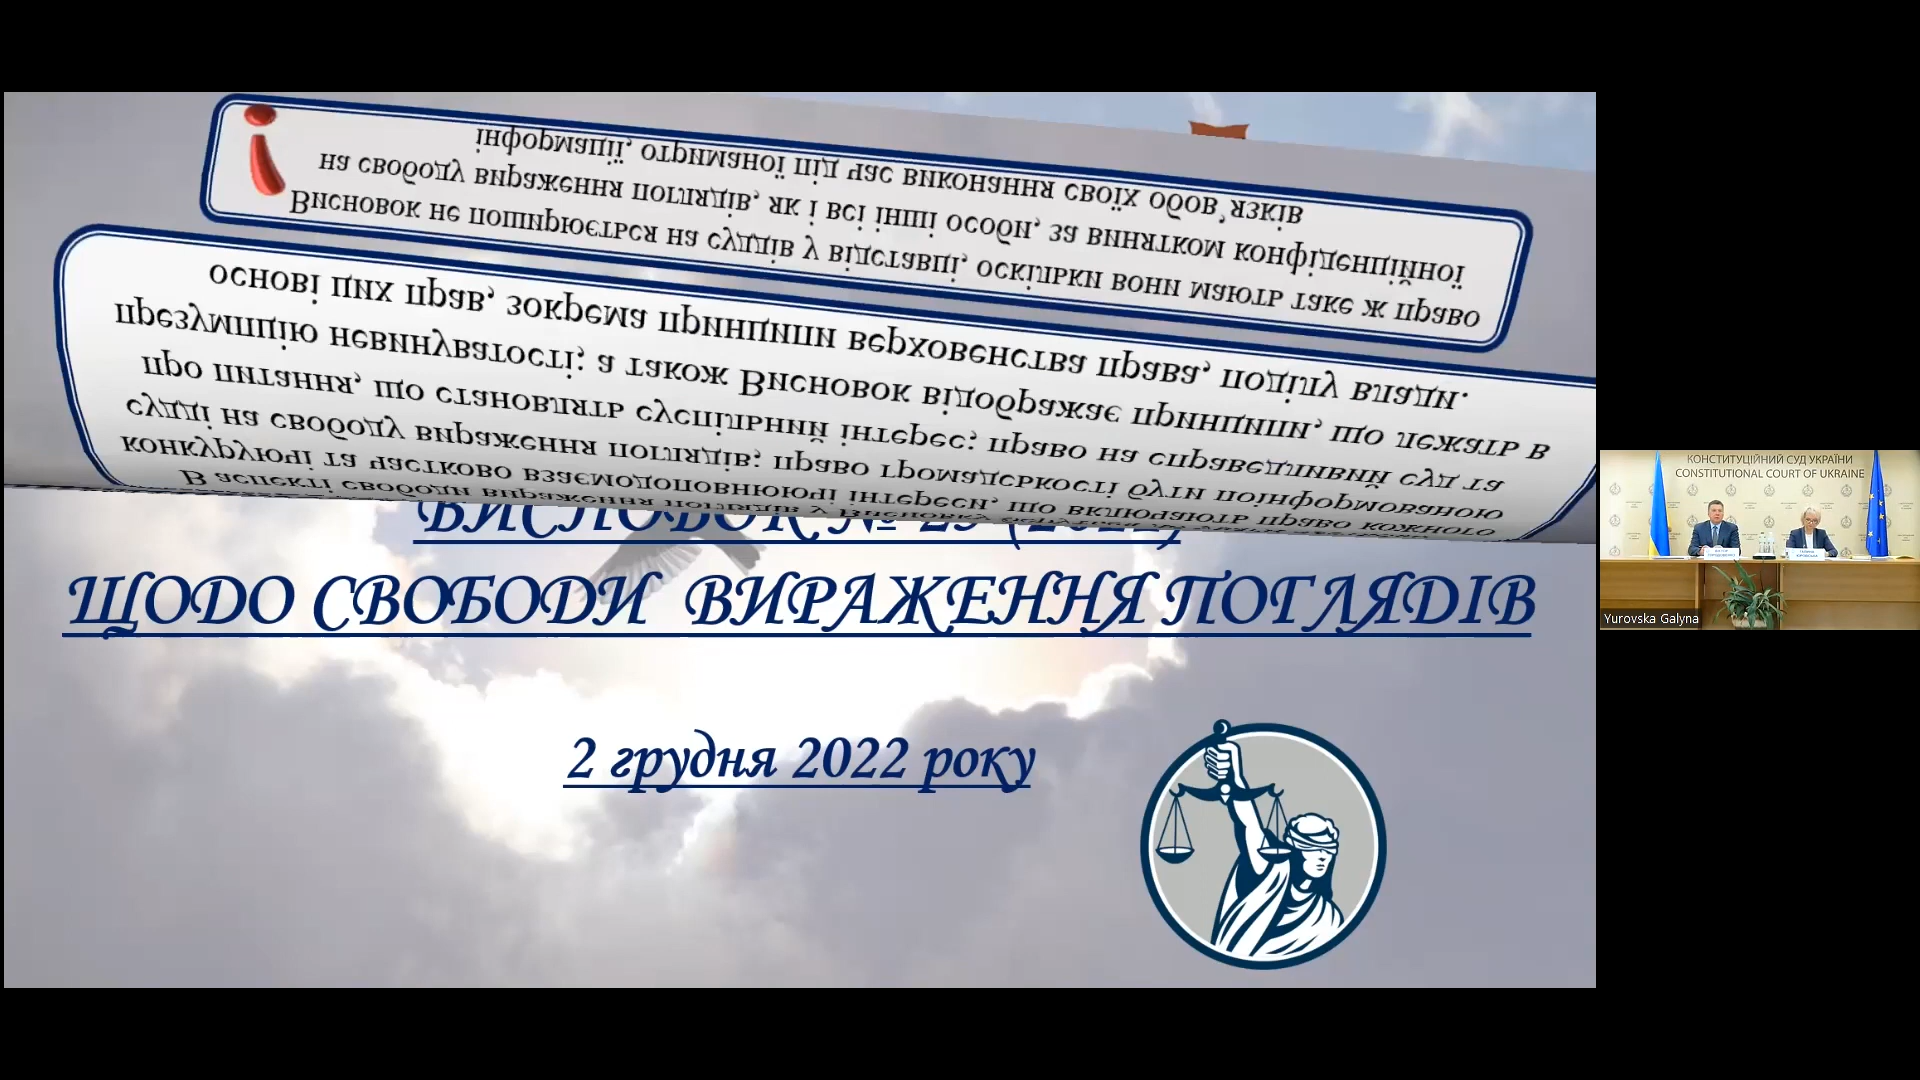 В аспекті свободи вираження поглядів у Висновку
конкуруючі та частково взаємодоповнюючі інтереси, що включають право кожного
судді на свободу вираження поглядів; право громадськості бути поінформованою
про питання, що становлять суспільний інтерес; право на справедливий суд та
презумпцію невинуватості; а також Висновок відображає принципи, що лежать в
основі цих прав, зокрема принципи верховенства права, поділу влади.
Висновок не поширюється на суддів у відставці, оскільки вони мають таке ж право
на свободу вираження поглядів, як і всі інші особи, за винятком конфіденційної
інформації, отриманої під час виконання своїх обов'язків
ВИСНОВОК №
ЩОДО СВОБОДИ ВИРАЖЕННЯ ПОГЛЯДІВ
2 грудня 2022 року
КОНСТИТУЦІЙНИЙ СУД УКРАЇНИ
CONSTITUTIONAL COURT OF UKRAINE
Yurovska Galyna